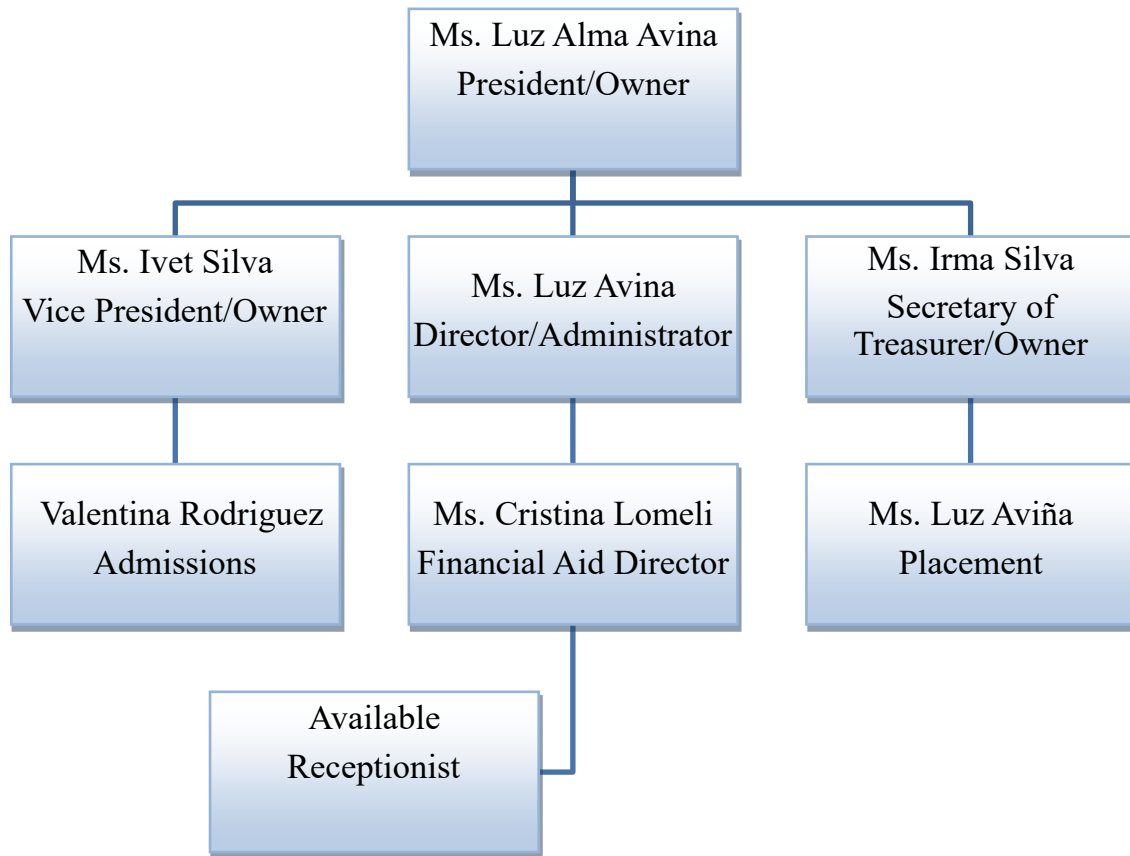 Ms. Luz Alma Avina
President/Owner
Ms. Ivet Silva
Vice President/Owner
Ms. Luz Avina
Director/Administrator
Ms. Irma Silva
Secretary of
Treasurer/Owner
Valentina Rodriguez
Admissions
Ms. Cristina Lomeli
Financial Aid Director
Ms. Luz Aviña
Placement
Available
Receptionist